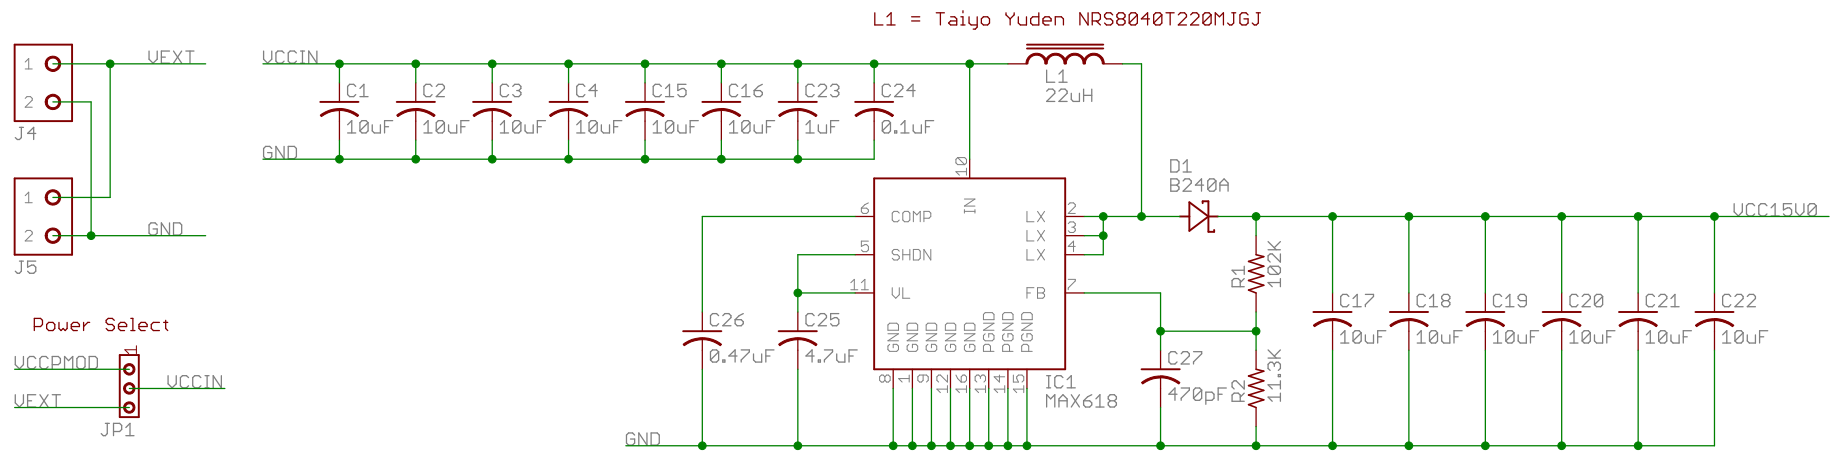 L1 = Taiyo Yuden NRS8040T220MJGJ
1
2
J4
VEXT
1
2
J5
GND
VCCIN
GND
C1
10uF
C2
10uF
C3
10uF
C4
10uF
C15
10uF
C16
10uF
C23
1uF
C24
0.1uF
L1
22uH
10
IN
6
COMP
5
SHDN
11
VL
LX
2
LX
3
LX
4
FB
7
GND
GND
GND
GND
GND
PGND
PGND
PGND
8
1
9
12
16
13
14
15
IC1
MAX618
D1
B240A
VCC15V0
R1
102K
R2
11.3K
C26
0.47uF
C25
4.7uF
C27
470pF
C17
10uF
C18
10uF
C19
10uF
C20
10uF
C21
10uF
C22
10uF
GND
Power Select
VCCPMOD
VEXT
1
VCCIN
JP1